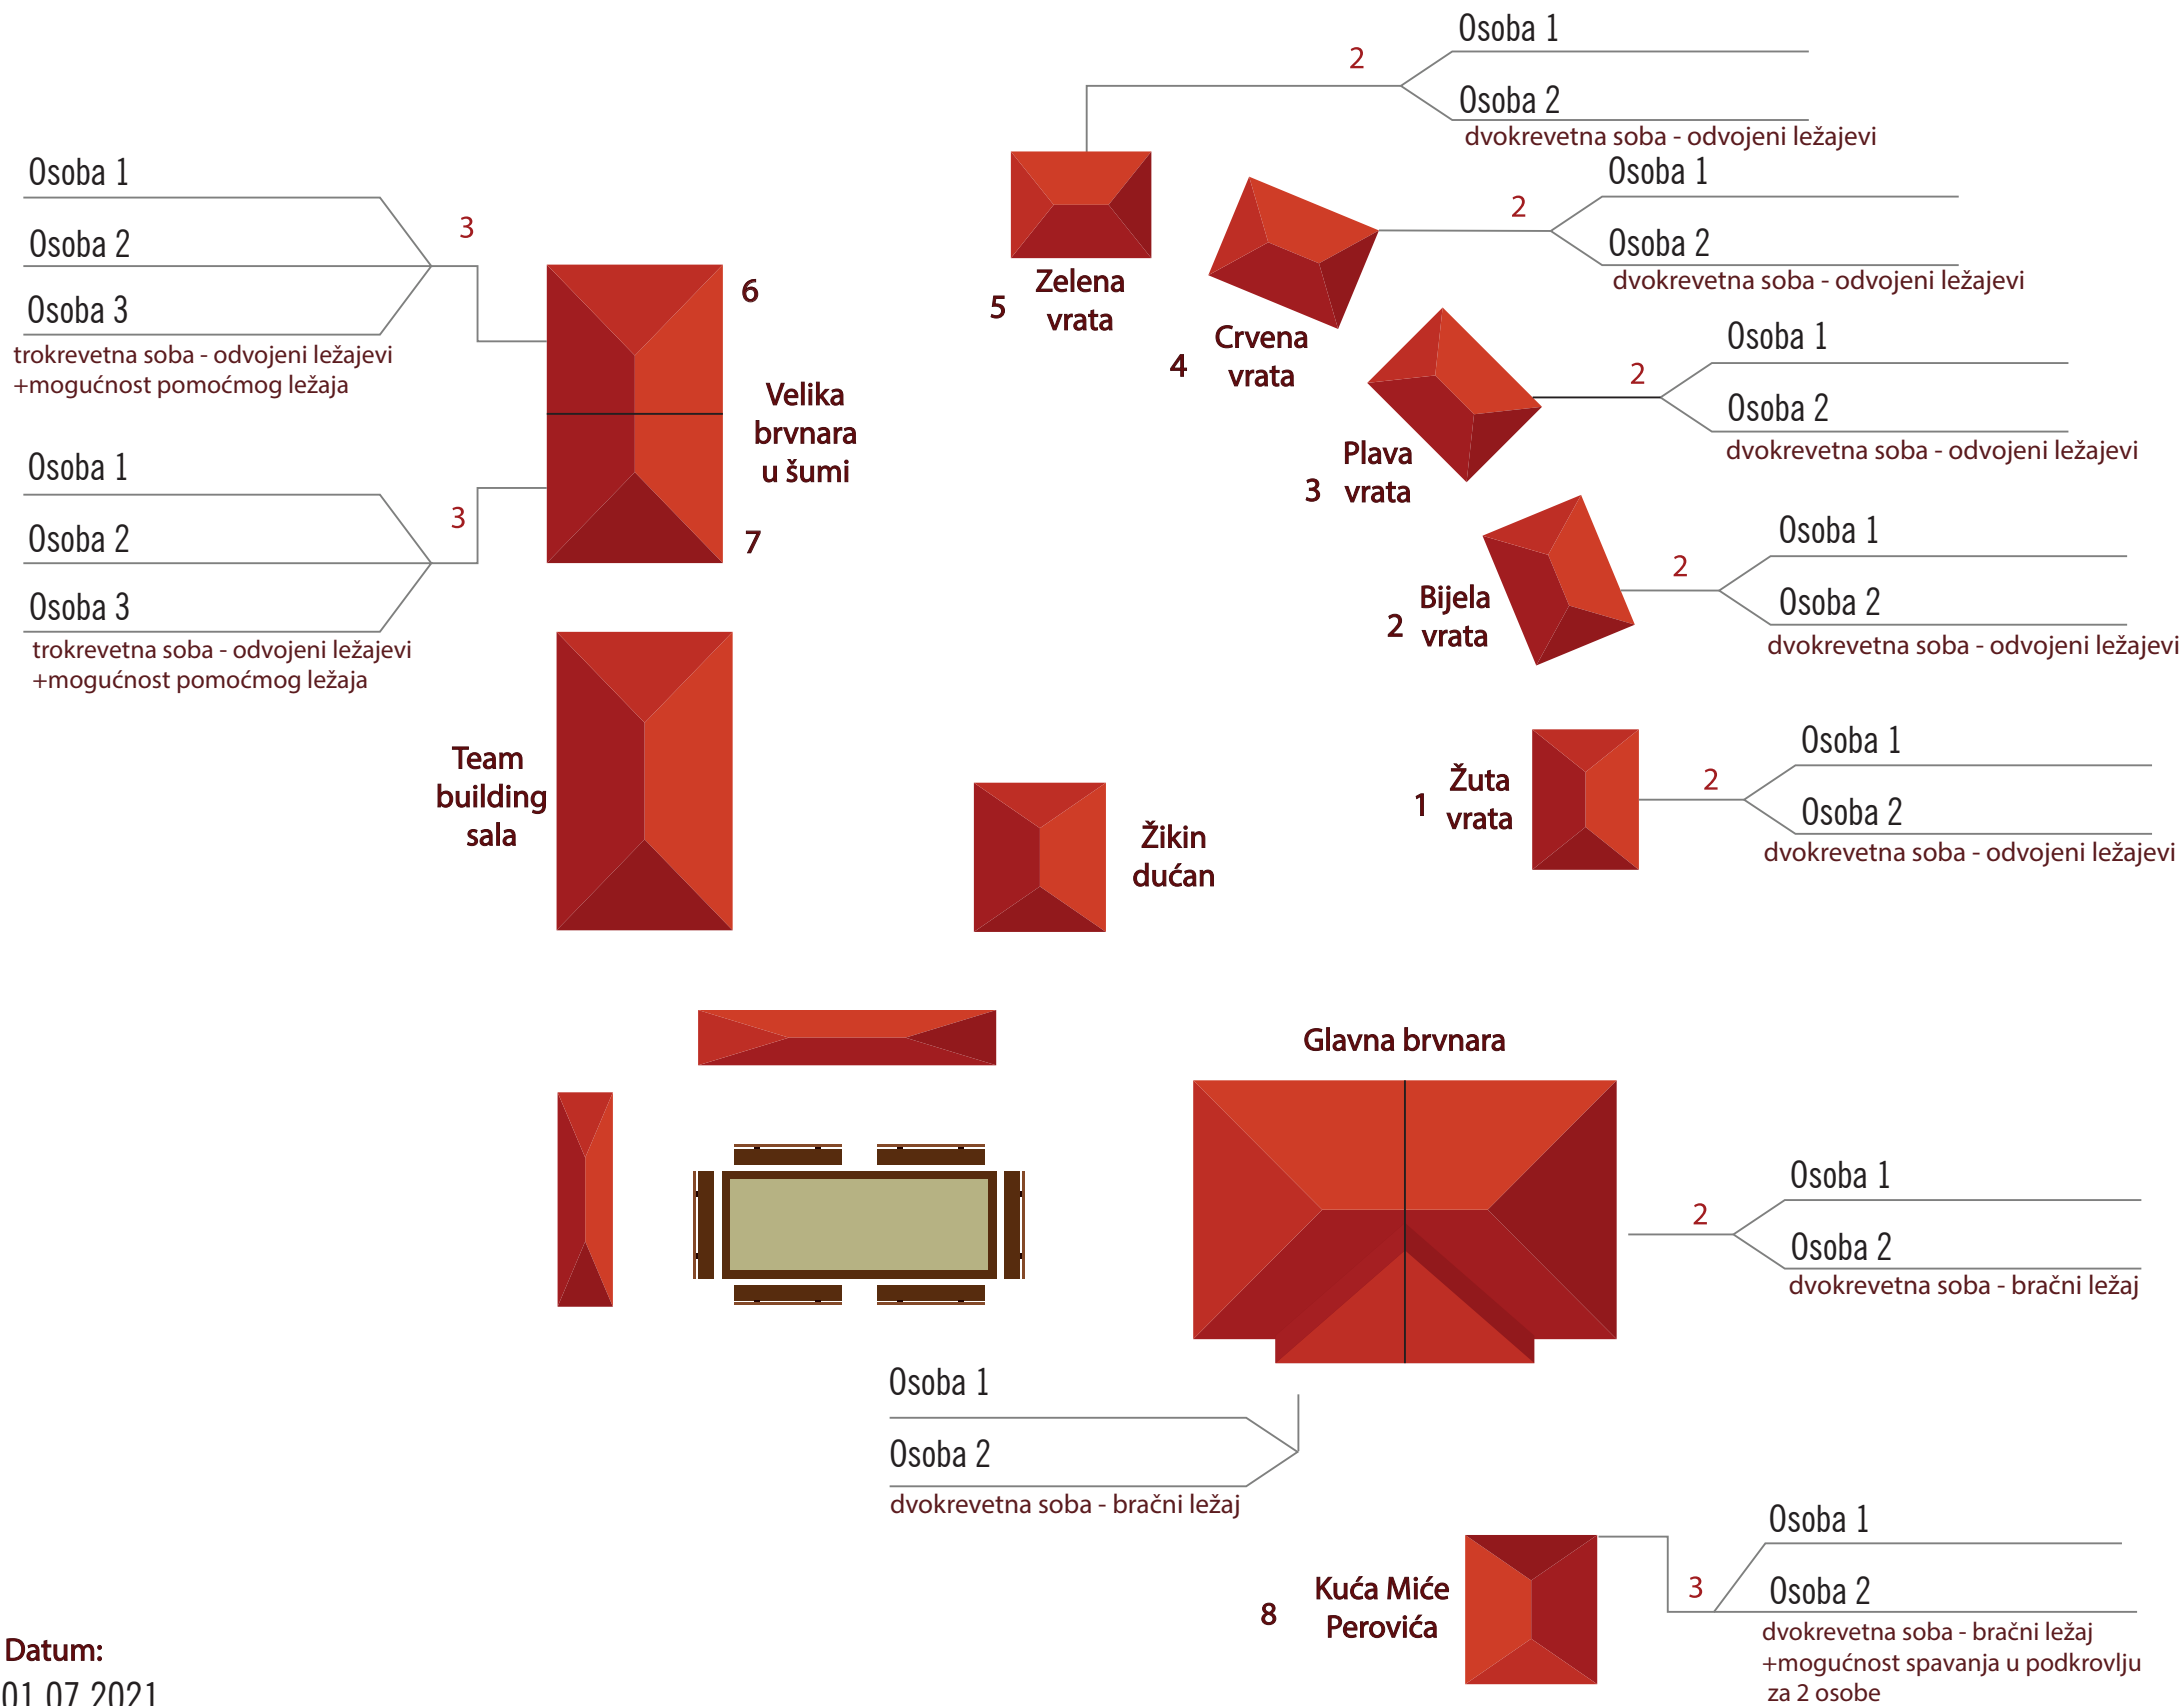 Osoba 1
2
Osoba 2
dvokrevetna soba - odvojeni ležajevi
Zelena
vrata
5
Osoba 1
2
Osoba 2
dvokrevetna soba - odvojeni ležajevi
Crvena
vrata
4
Osoba 1
Osoba 2
Osoba 3
3
trokrevetna soba - odvojeni ležajevi
+mogućnost pomoćmog ležaja
6
Velika
brvnara
u šumi
7
Osoba 1
Osoba 2
Osoba 3
3
trokrevetna soba - odvojeni ležajevi
+mogućnost pomoćmog ležaja
Osoba 1
2
Osoba 2
dvokrevetna soba - odvojeni ležajevi
Plava
vrata
3
Osoba 1
2
Osoba 2
dvokrevetna soba - odvojeni ležajevi
Bijela
vrata
2
Osoba 1
2
Osoba 2
dvokrevetna soba - odvojeni ležajevi
Žuta
vrata
1
Team
building
sala
Žikin
dućan
Glavna brvnara
Osoba 1
2
Osoba 2
dvokrevetna soba - bračni ležaj
Osoba 1
Osoba 2
dvokrevetna soba - bračni ležaj
Kuća Miće
Perovića
8
Osoba 1
3
Osoba 2
dvokrevetna soba - bračni ležaj
+mogućnost spavanja u podkrovlju
za 2 osobe
Datum:
01.07.2021